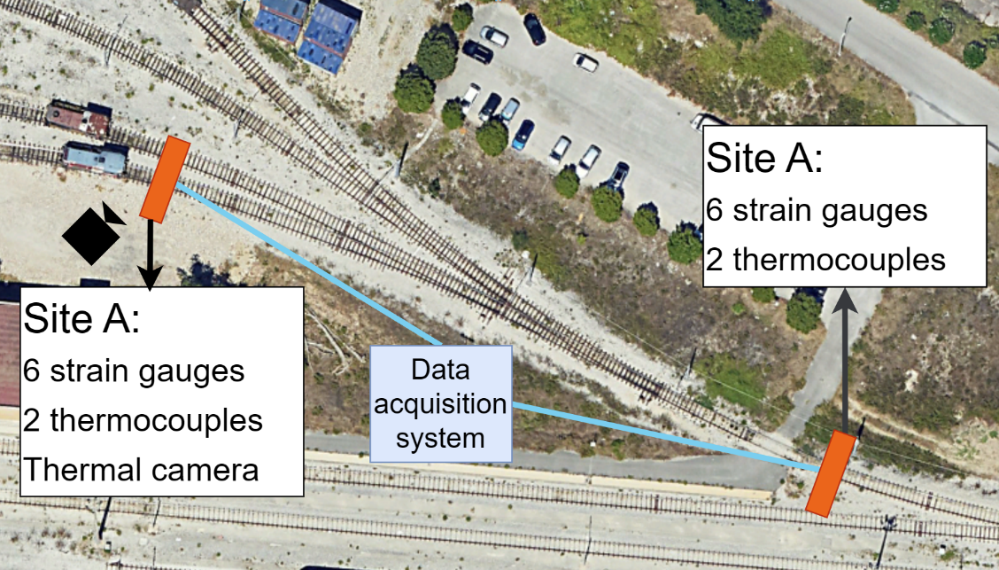 Site A:
6 strain gauges
2 thermocouples
Site A:
6 strain gauges
2 thermocouples
Thermal camera
Data
acquisition
system